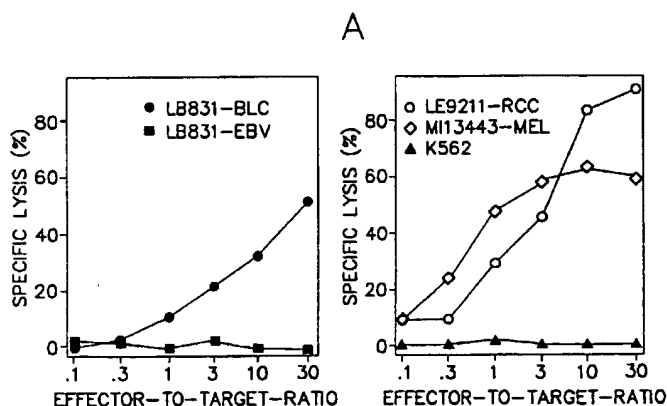 A
● LB831-BLC
■ LB831-EBV
SPECIFIC LYSIS (%)
80
60
40
20
0
.1 .3 1 3 10 30
EFFECTOR-TO-TARGET-RATIO
○ LE9211-RCC
◇ MI13443-MEL
▲ K562
SPECIFIC LYSIS (%)
80
60
40
20
0
.1 .3 1 3 10 30
EFFECTOR-TO-TARGET-RATIO